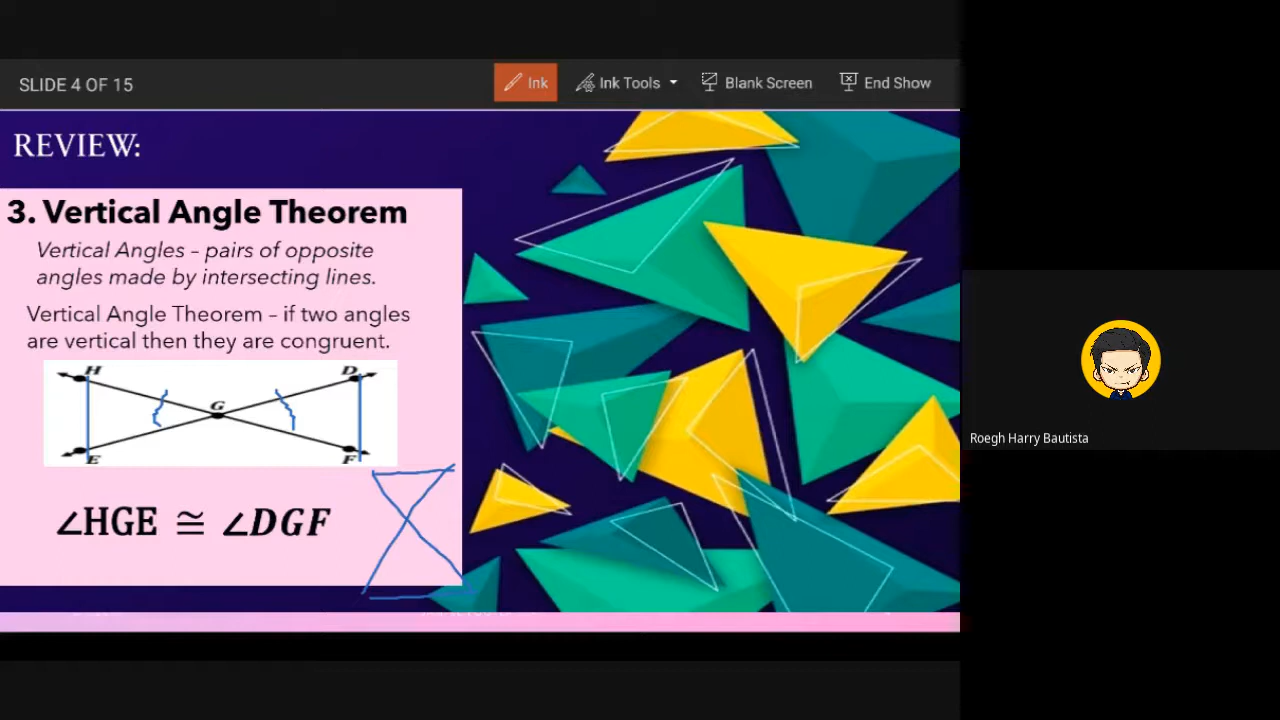 SLIDE 4 OF 15
Ink
Ink Tools
Blank Screen
End Show
REVIEW:
3. Vertical Angle Theorem
Vertical Angles – pairs of opposite
angles made by intersecting lines.
Vertical Angle Theorem – if two angles
are vertical then they are congruent.
H
D
G
E
F
∠HGE ≅ ∠DGF
Roegh Harry Bautista